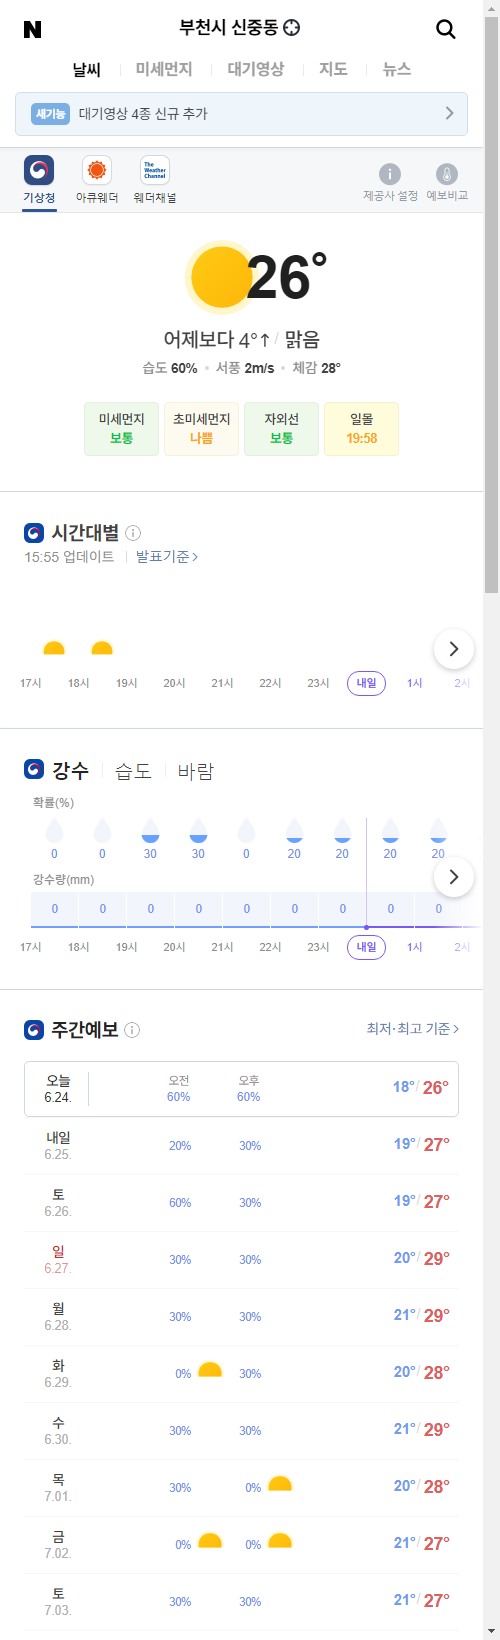 N
부천시 신중동
날씨 미세먼지 대기영상 지도 뉴스
새기능 대기영상 4종 신규 추가
The Weather Channel
기상청 아큐웨더 웨더채널 제공사 설정 예보비교
26°
어제보다 4°↑ / 맑음
습도 60% • 서풍 2m/s • 체감 28°
미세먼지 초미세먼지 자외선 일몰
보통 나쁨 보통 19:58
시간대별
15:55 업데이트 발표기준 >
17시 18시 19시 20시 21시 22시 23시 내일 1시 2시
강수 습도 바람
확률(%)
0 0 30 30 0 20 20 20 20
강수량(mm)
0 0 0 0 0 0 0 0 0
17시 18시 19시 20시 21시 22시 23시 내일 1시 2시
주간예보 최저·최고 기준 >
오늘 오전 오후
6.24. 60% 60% 18°/ 26°
내일
6.25. 20% 30% 19°/ 27°
토
6.26. 60% 30% 19°/ 27°
일
6.27. 30% 30% 20°/ 29°
월
6.28. 30% 30% 21°/ 29°
화
6.29. 0% 30% 20°/ 28°
수
6.30. 30% 30% 21°/ 29°
목
7.01. 30% 0% 20°/ 28°
금
7.02. 0% 0% 21°/ 27°
토
7.03. 30% 30% 21°/ 27°